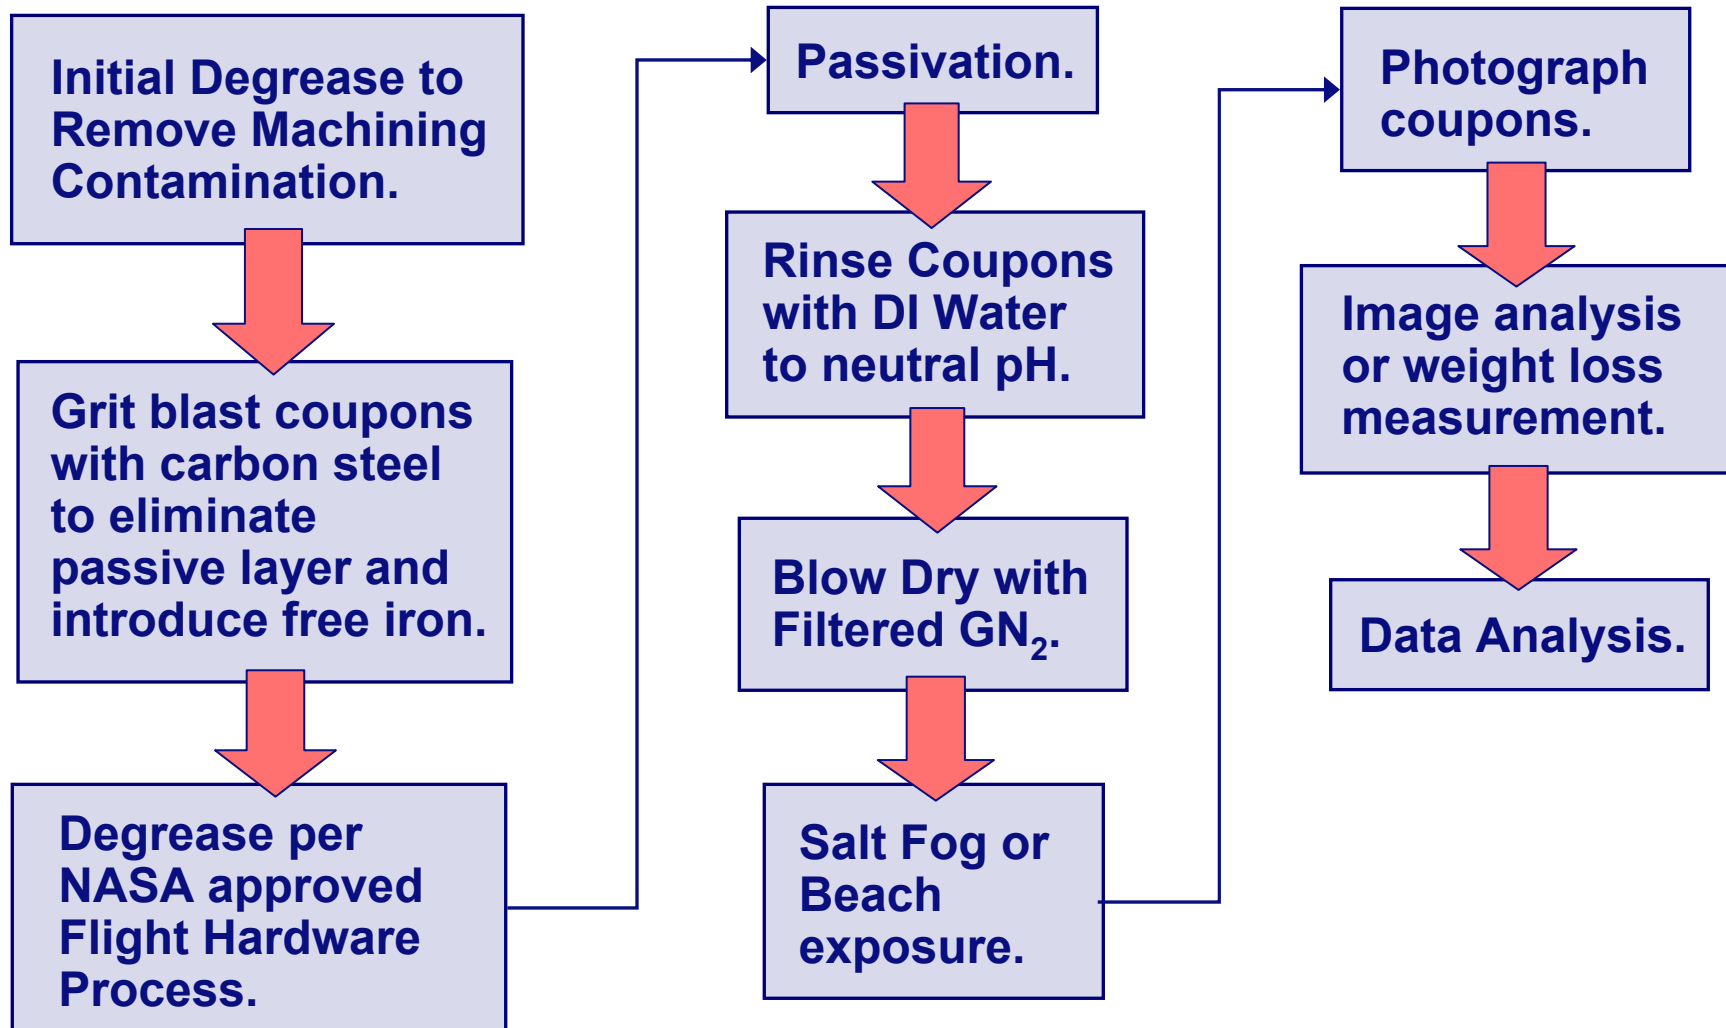 Initial Degrease to
Remove Machining
Contamination.
Grit blast coupons
with carbon steel
to eliminate
passive layer and
introduce free iron.
Degrease per
NASA approved
Flight Hardware
Process.
Passivation.
Rinse Coupons
with DI Water
to neutral pH.
Blow Dry with
Filtered GN₂.
Salt Fog or
Beach
exposure.
Photograph
coupons.
Image analysis
or weight loss
measurement.
Data Analysis.